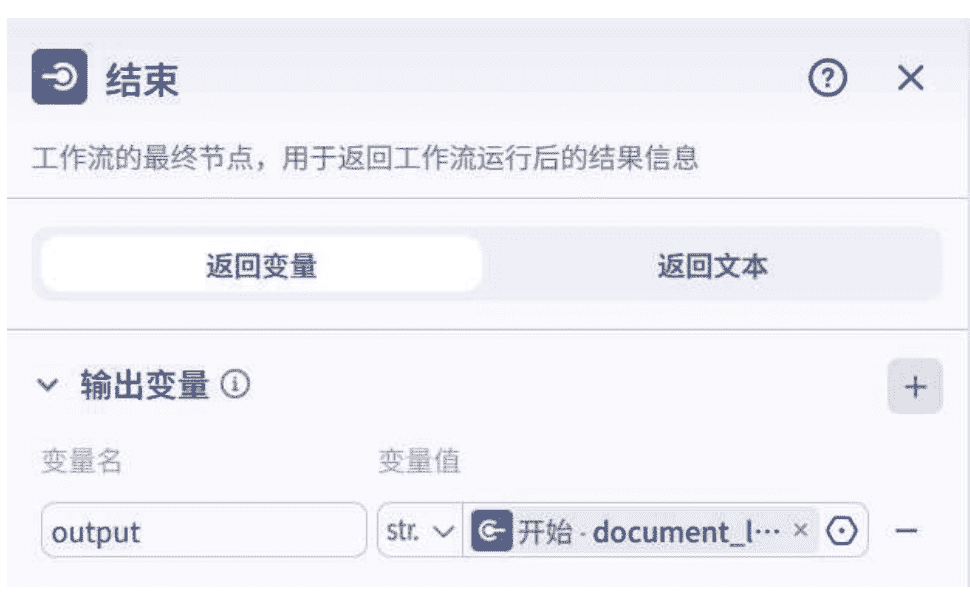 结束
工作流的最终节点，用于返回工作流运行后的结果信息
返回变量 返回文本
输出变量
变量名 变量值
output str. 开始 · document_l···